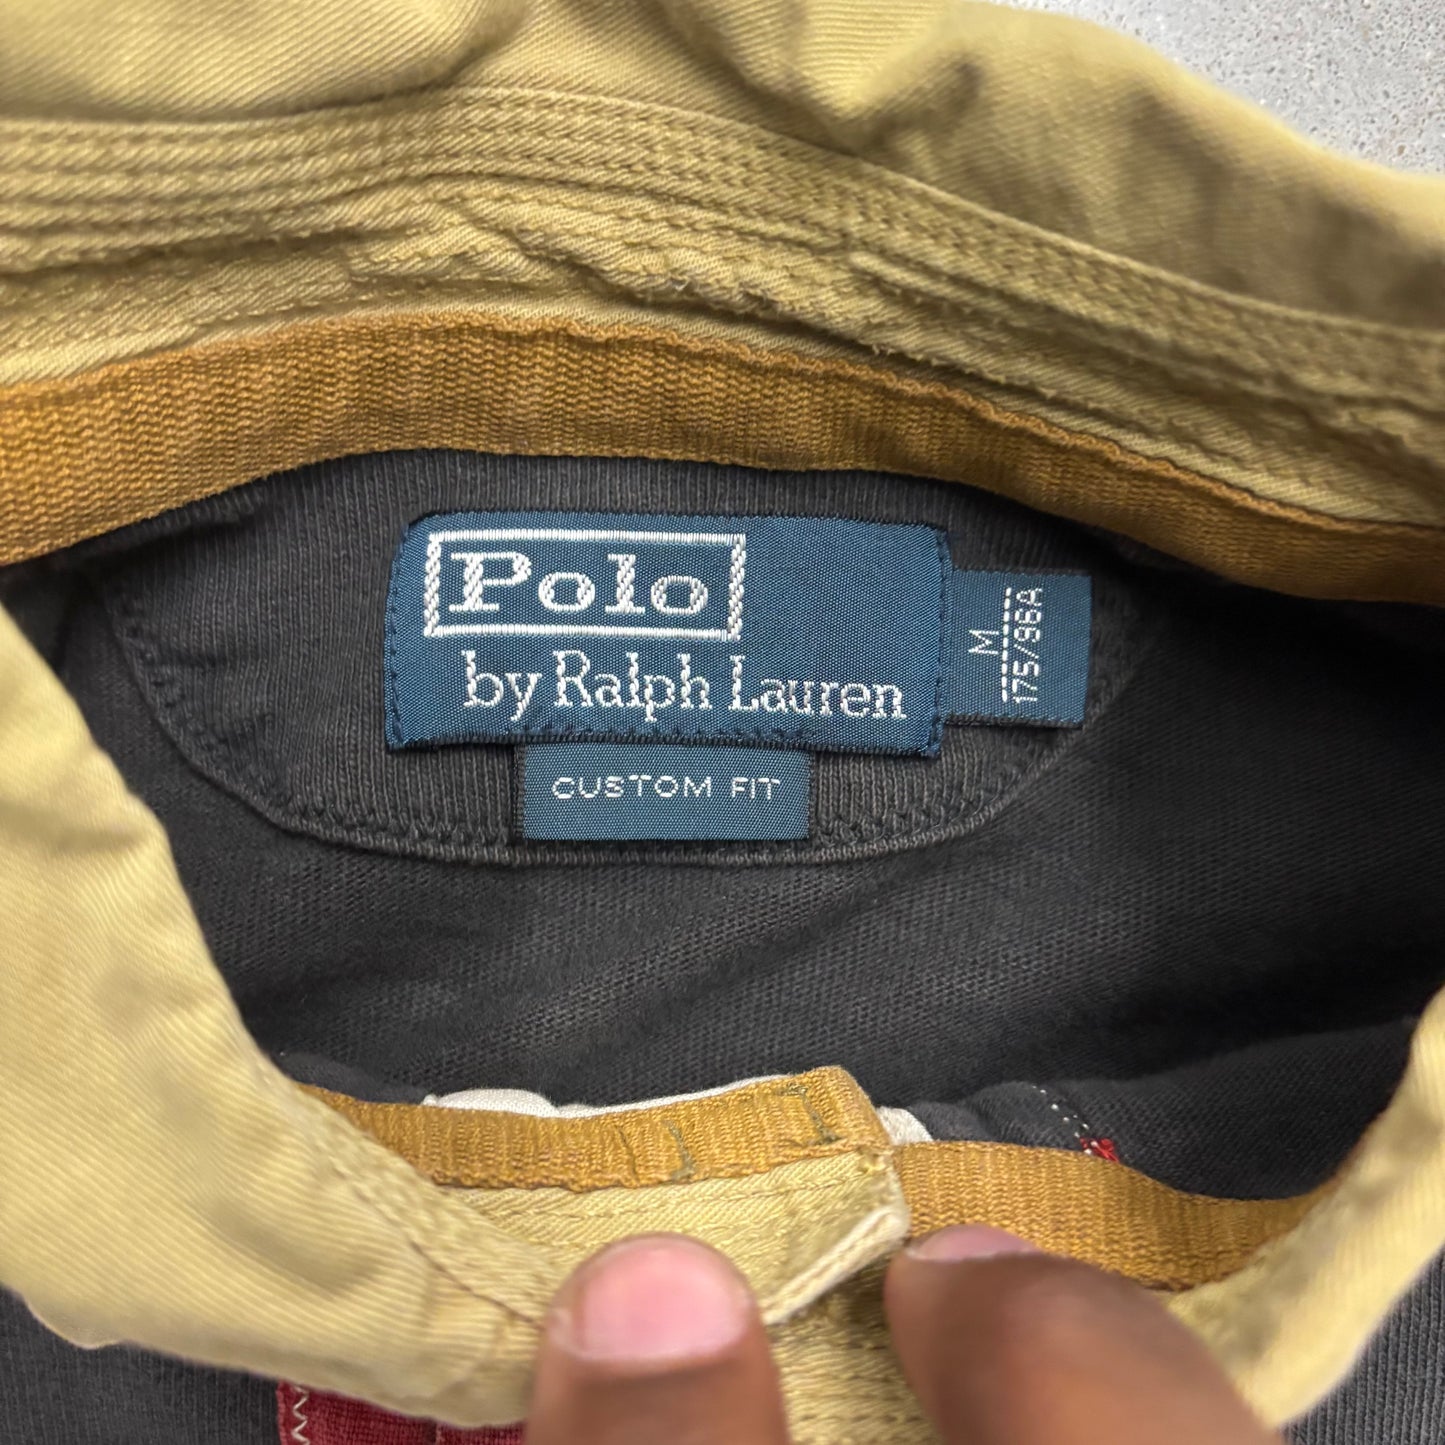 Polo
by Ralph Lauren
CUSTOM FIT
M
175/96A